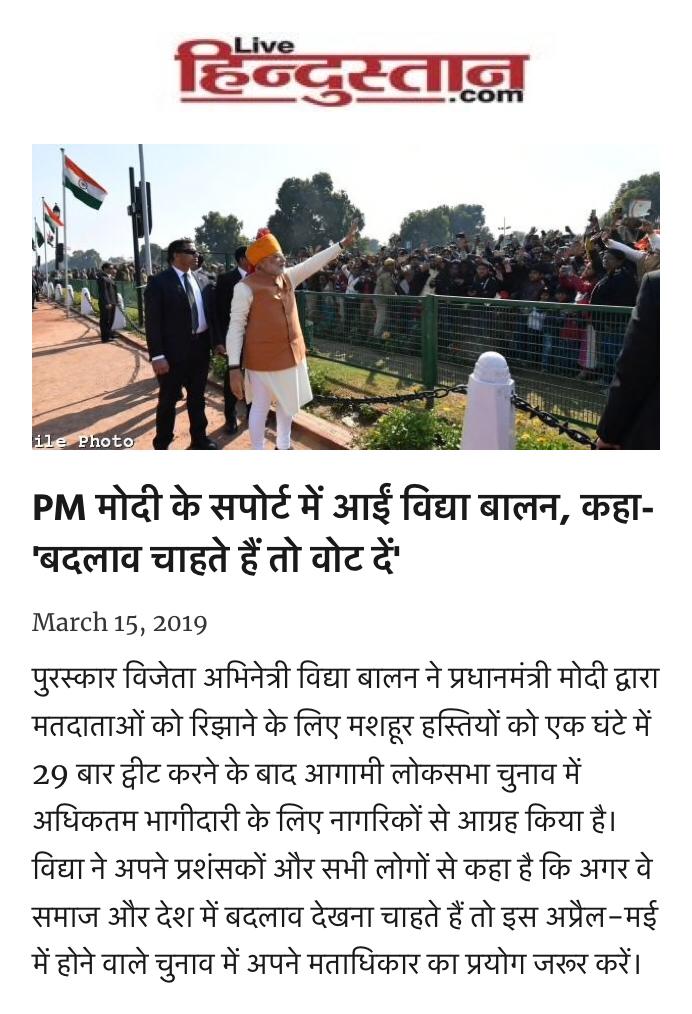 Live
हिन्दुस्तान
.com
ile Photo
PM मोदी के सपोर्ट में आईं विद्या बालन, कहा-
'बदलाव चाहते हैं तो वोट दें'
March 15, 2019
पुरस्कार विजेता अभिनेत्री विद्या बालन ने प्रधानमंत्री मोदी द्वारा
मतदाताओं को रिझाने के लिए मशहूर हस्तियों को एक घंटे में
29 बार ट्वीट करने के बाद आगामी लोकसभा चुनाव में
अधिकतम भागीदारी के लिए नागरिकों से आग्रह किया है।
विद्या ने अपने प्रशंसकों और सभी लोगों से कहा है कि अगर वे
समाज और देश में बदलाव देखना चाहते हैं तो इस अप्रैल-मई
में होने वाले चुनाव में अपने मताधिकार का प्रयोग जरूर करें।